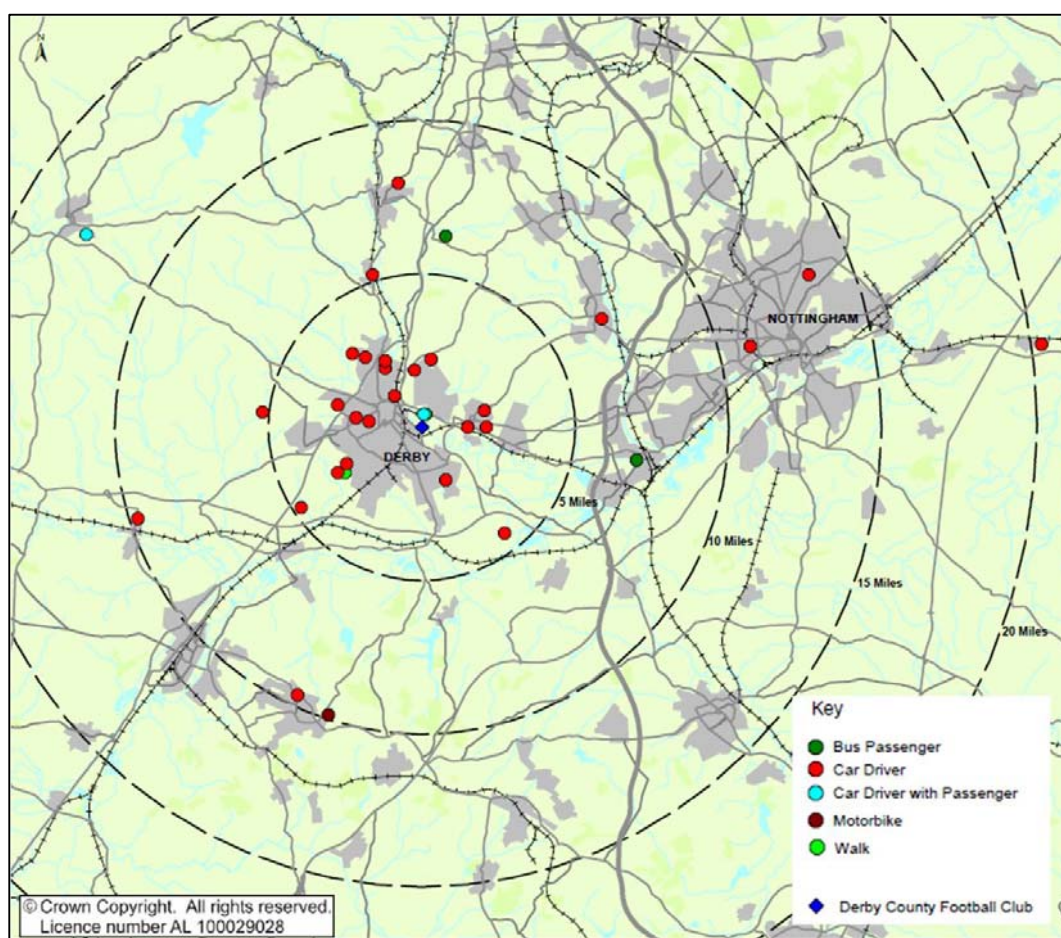 N
NOTTINGHAM
DERBY
5 Miles
10 Miles
15 Miles
20 Miles
Key
Bus Passenger
Car Driver
Car Driver with Passenger
Motorbike
Walk
Derby County Football Club
© Crown Copyright. All rights reserved.
Licence number AL 100029028